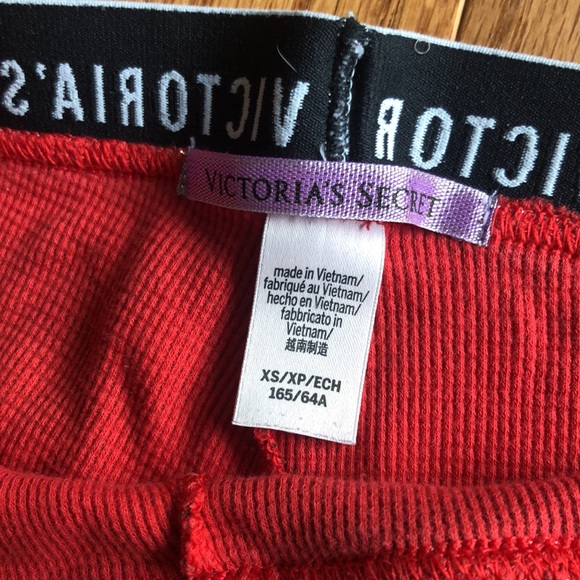 VICTORIA'S
VICTOR
VICTORIA'S SECRET
made in Vietnam/
fabriqué au Vietnam/
hecho en Vietnam/
fabbricato in
Vietnam/
越南制造
XS/XP/ECH
165/64A